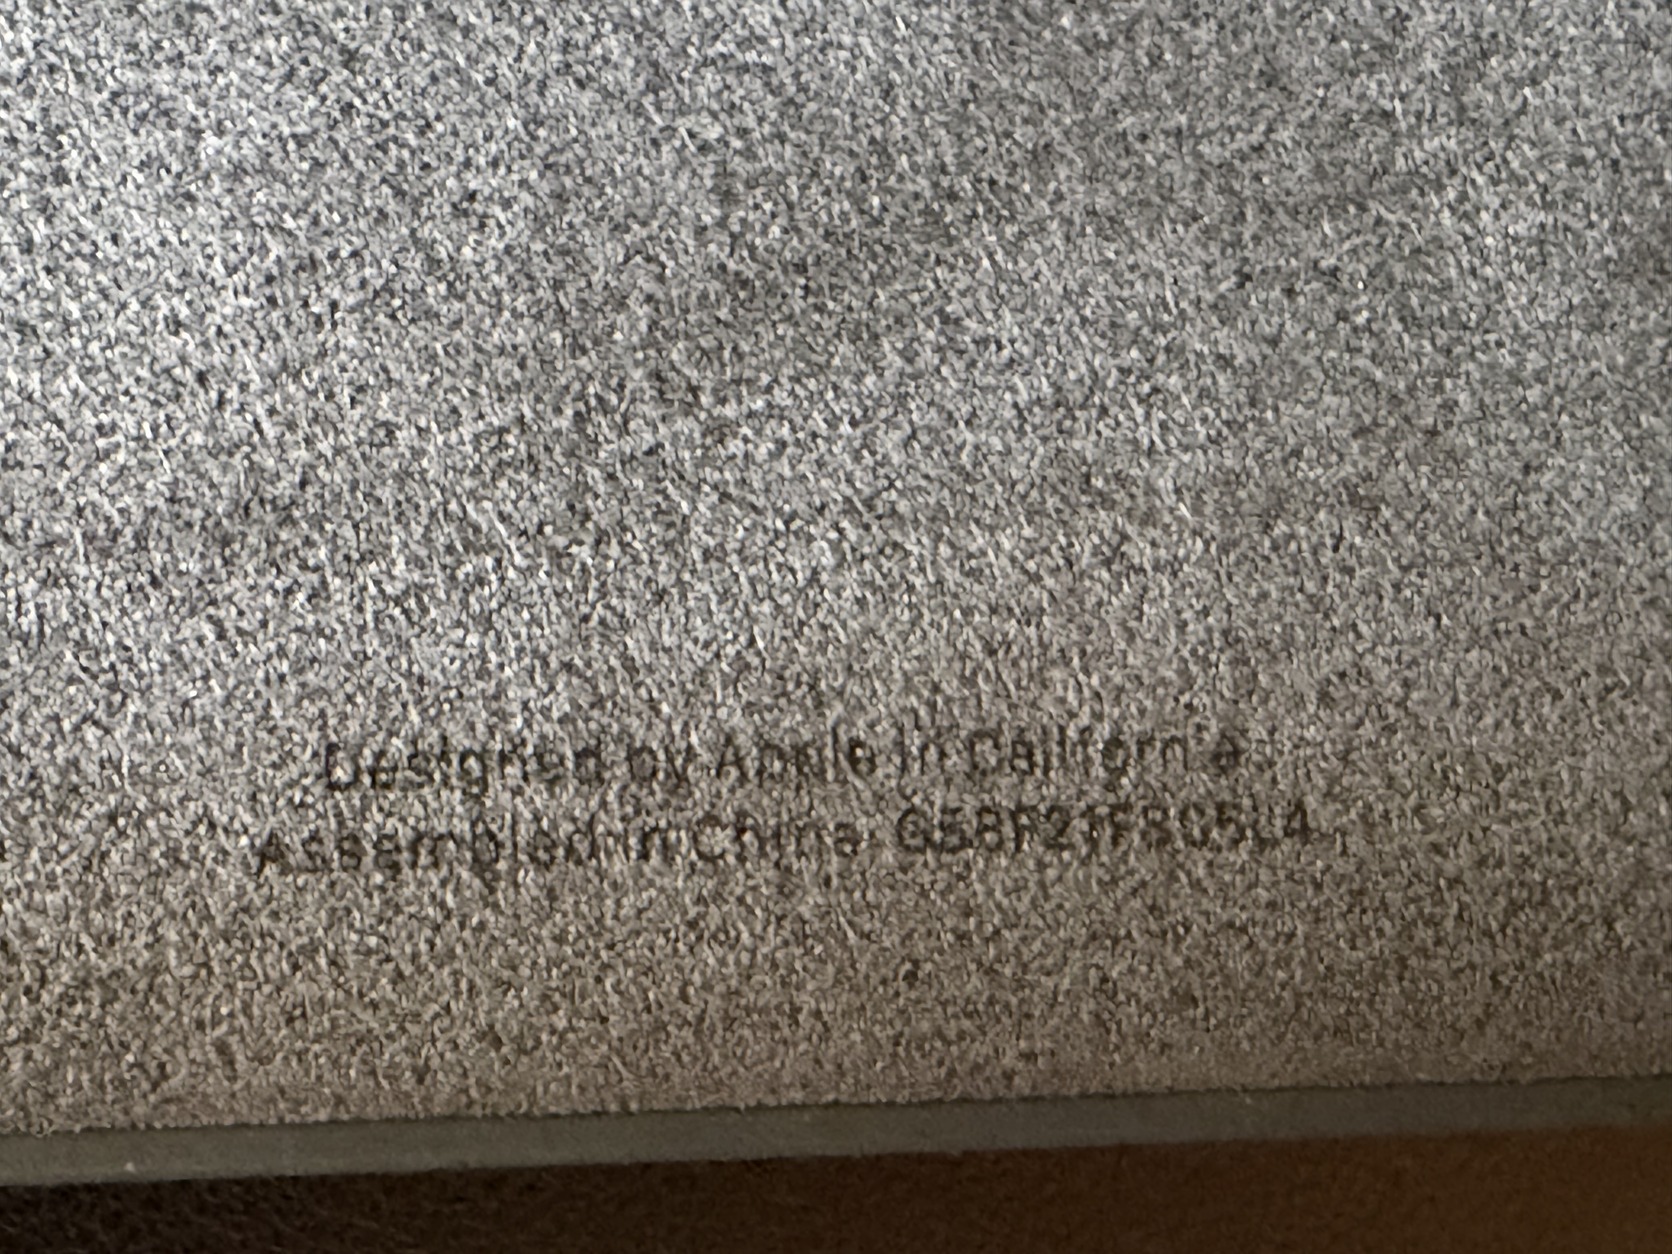 Designed by Apple in California
Assembled in China